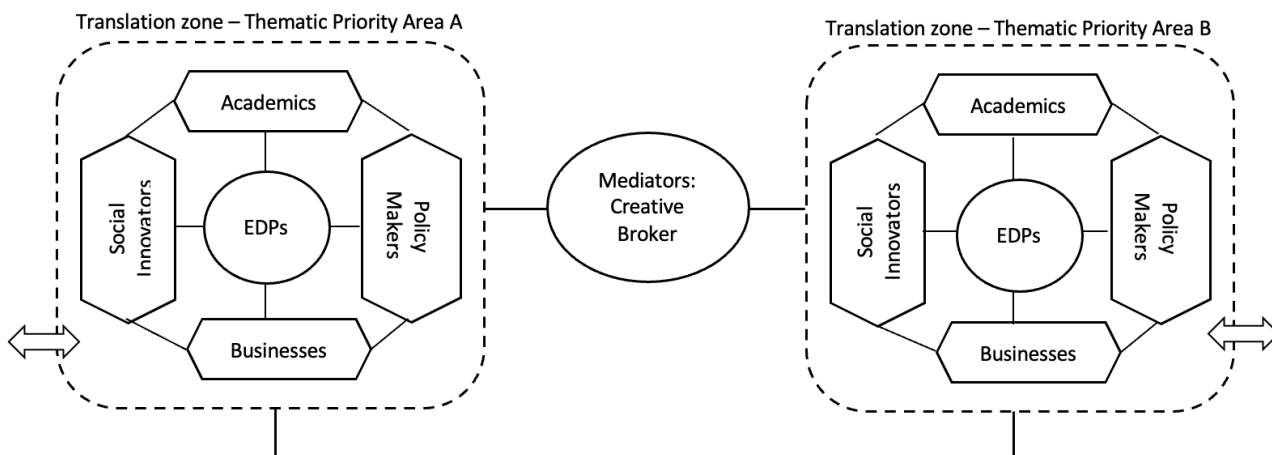 Translation zone – Thematic Priority Area A
Academics
Social
Innovators
EDPs
Policy
Makers
Businesses
Mediators:
Creative
Broker
Translation zone – Thematic Priority Area B
Academics
Social
Innovators
EDPs
Policy
Makers
Businesses